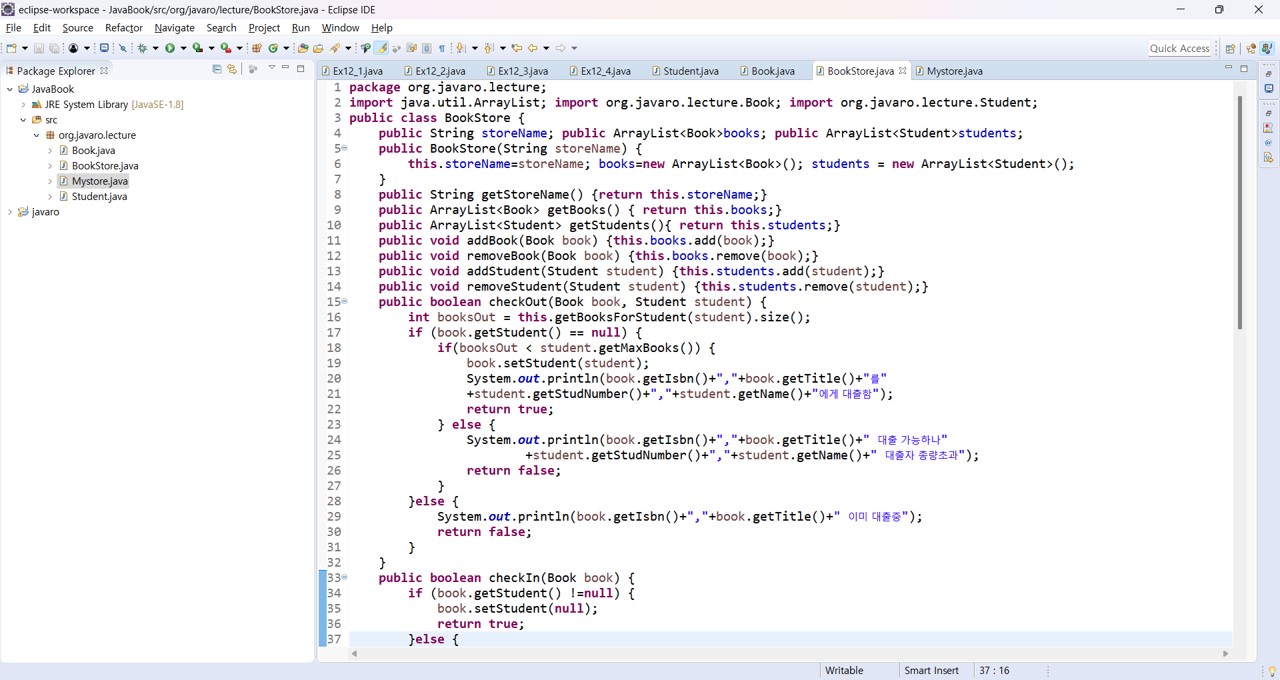 eclipse-workspace - JavaBook/src/org/javaro/lecture/BookStore.java - Eclipse IDE
File Edit Source Refactor Navigate Search Project Run Window Help
Quick Access
Package Explorer
JavaBook
JRE System Library [JavaSE-1.8]
src
org.javaro.lecture
Book.java
BookStore.java
Mystore.java
Student.java
javaro
Ex12_1.java Ex12_2.java Ex12_3.java Ex12_4.java Student.java Book.java BookStore.java Mystore.java
1 package org.javaro.lecture;
2 import java.util.ArrayList; import org.javaro.lecture.Book; import org.javaro.lecture.Student;
3 public class BookStore {
4     public String storeName; public ArrayList<Book>books; public ArrayList<Student>students;
5     public BookStore(String storeName) {
6         this.storeName=storeName; books=new ArrayList<Book>(); students = new ArrayList<Student>();
7     }
8     public String getStoreName() {return this.storeName;}
9     public ArrayList<Book> getBooks() { return this.books;}
10     public ArrayList<Student> getStudents(){ return this.students;}
11     public void addBook(Book book) {this.books.add(book);}
12     public void removeBook(Book book) {this.books.remove(book);}
13     public void addStudent(Student student) {this.students.add(student);}
14     public void removeStudent(Student student) {this.students.remove(student);}
15     public boolean checkOut(Book book, Student student) {
16         int booksOut = this.getBooksForStudent(student).size();
17         if (book.getStudent() == null) {
18             if(booksOut < student.getMaxBooks()) {
19                 book.setStudent(student);
20                 System.out.println(book.getIsbn()+","+book.getTitle()+"를"
21                 +student.getStudNumber()+","+student.getName()+"에게 대출함");
22                 return true;
23             } else {
24                 System.out.println(book.getIsbn()+","+book.getTitle()+" 대출 가능하나"
25                         +student.getStudNumber()+","+student.getName()+" 대출자 총량초과");
26                 return false;
27             }
28         }else {
29             System.out.println(book.getIsbn()+","+book.getTitle()+" 이미 대출중");
30             return false;
31         }
32     }
33     public boolean checkIn(Book book) {
34         if (book.getStudent() !=null) {
35             book.setStudent(null);
36             return true;
37         }else {
Writable Smart Insert 37 : 16